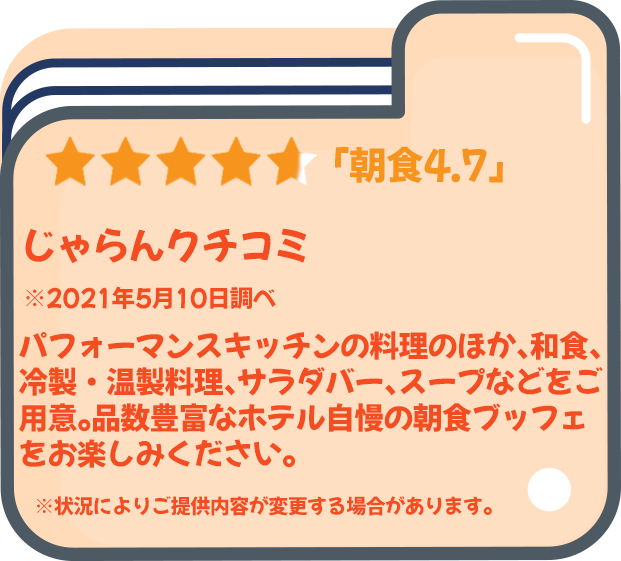 「朝食4.7」
じゃらんクチコミ
※2021年5月10日調べ
パフォーマンスキッチンの料理のほか、和食、
冷製・温製料理、サラダバー、スープなどをご
用意。品数豊富なホテル自慢の朝食ブッフェ
をお楽しみください。
※状況によりご提供内容が変更する場合があります。